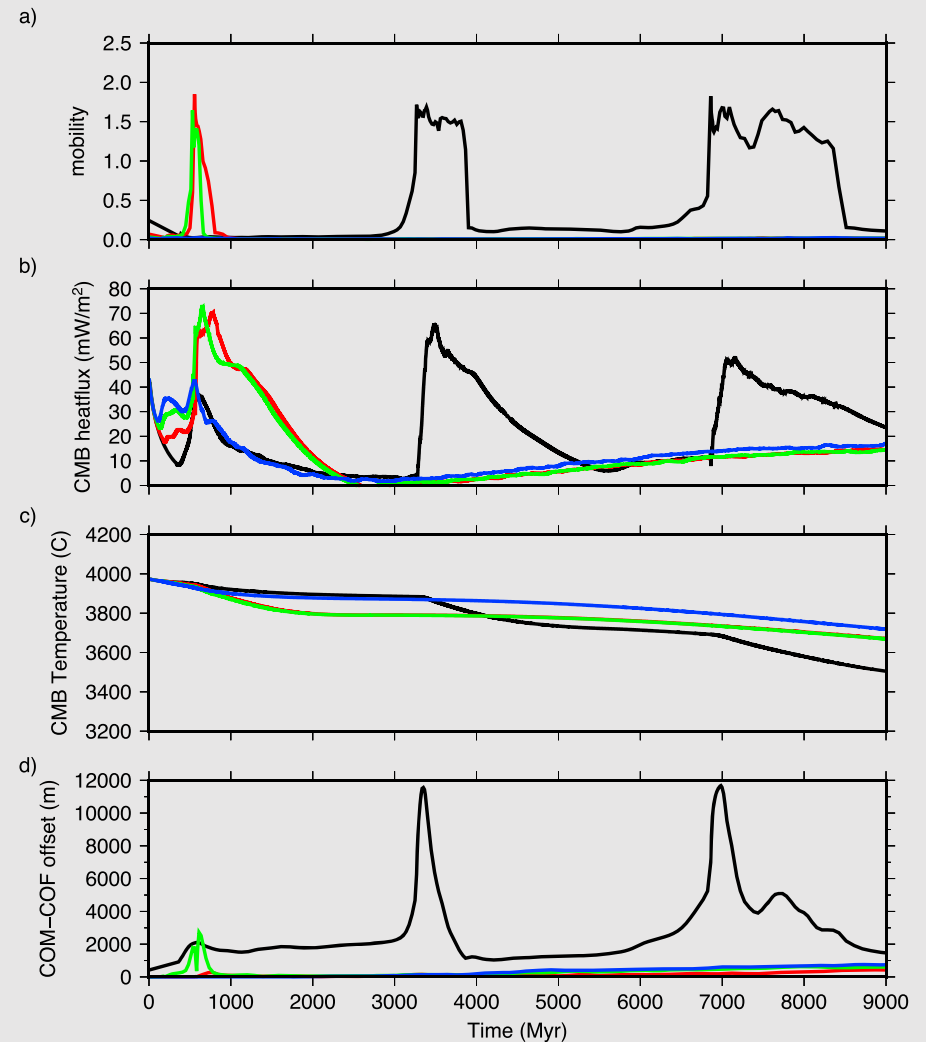 a)
mobility
2.5
2.0
1.5
1.0
0.5
0.0
b)
CMB heatflux (mW/m²)
80
70
60
50
40
30
20
10
0
c)
CMB Temperature (C)
4200
4000
3800
3600
3400
3200
d)
COM−COF offset (m)
12000
10000
8000
6000
4000
2000
0
0 1000 2000 3000 4000 5000 6000 7000 8000 9000
Time (Myr)